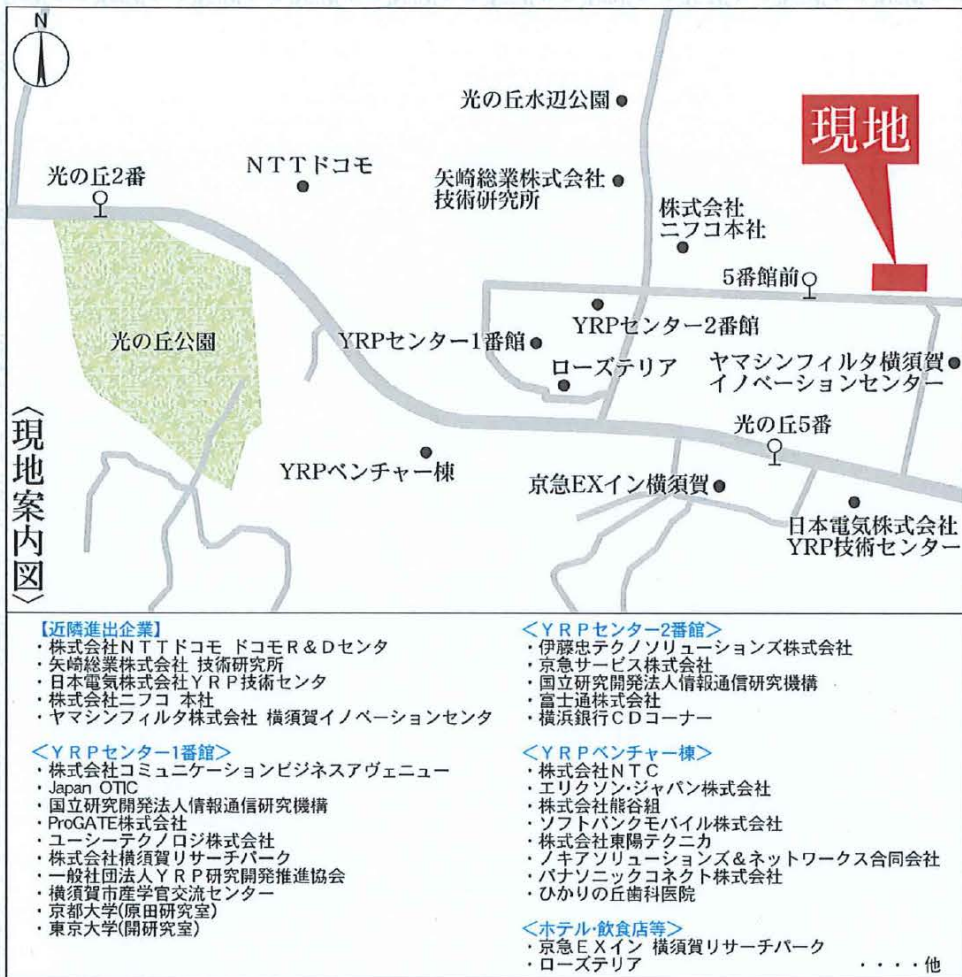 N
光の丘水辺公園
現地
NTTドコモ
光の丘2番
矢崎総業株式会社
技術研究所
株式会社
ニフコ本社
5番館前
光の丘公園
YRPセンター1番館
YRPセンター2番館
ローズテリア
ヤマシンフィルタ横須賀
イノベーションセンター
光の丘5番
YRPベンチャー棟
京急EXイン横須賀
日本電気株式会社
YRP技術センター
〈現地案内図〉
【近隣進出企業】
・株式会社NTTドコモ ドコモR&Dセンタ
・矢崎総業株式会社 技術研究所
・日本電気株式会社YRP技術センタ
・株式会社ニフコ 本社
・ヤマシンフィルタ株式会社 横須賀イノベーションセンタ
<YRPセンター1番館>
・株式会社コミュニケーションビジネスアヴェニュー
・Japan OTIC
・国立研究開発法人情報通信研究機構
・ProGATE株式会社
・ユーシーテクノロジ株式会社
・株式会社横須賀リサーチパーク
・一般社団法人YRP研究開発推進協会
・横須賀市産学官交流センター
・京都大学(原田研究室)
・東京大学(開研究室)
<YRPセンター2番館>
・伊藤忠テクノソリューションズ株式会社
・京急サービス株式会社
・国立研究開発法人情報通信研究機構
・富士通株式会社
・横浜銀行CDコーナー
<YRPベンチャー棟>
・株式会社NTC
・エリクソン・ジャパン株式会社
・株式会社熊谷組
・ソフトバンクモバイル株式会社
・株式会社東陽テクニカ
・ノキアソリューションズ&ネットワークス合同会社
・パナソニックコネクト株式会社
・ひかりの丘歯科医院
<ホテル・飲食店等>
・京急EXイン 横須賀リサーチパーク
・ローズテリア ・・・・他